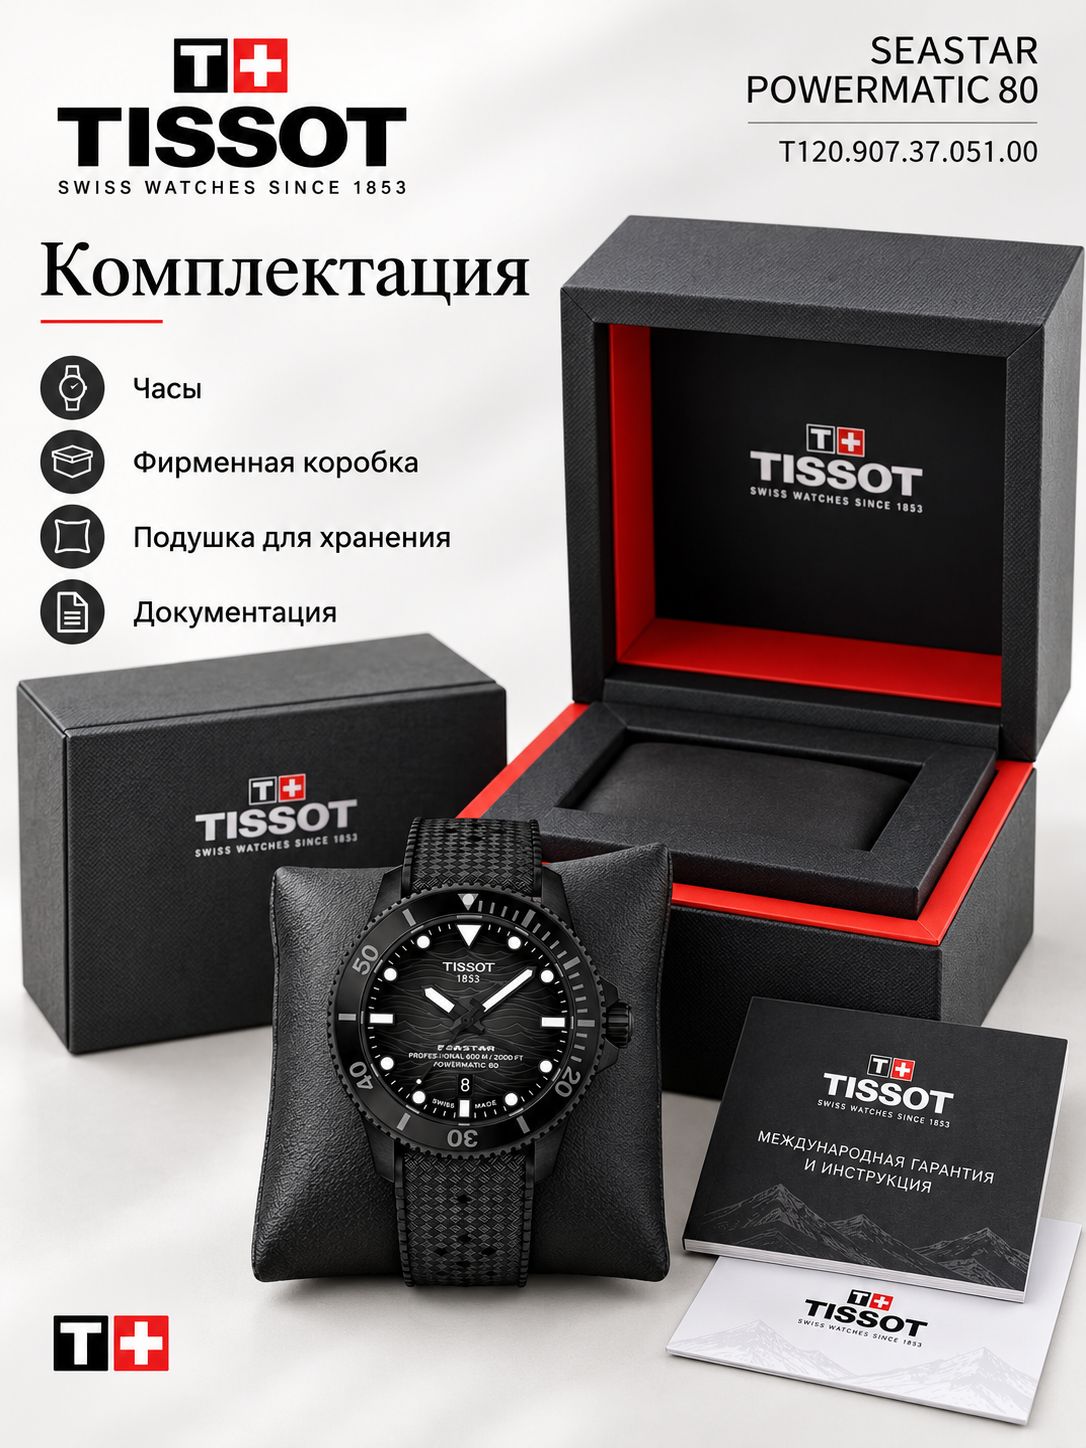 T+
TISSOT
SWISS WATCHES SINCE 1853
SEASTAR
POWERMATIC 80
T120.907.37.051.00
Комплектация
Часы
Фирменная коробка
Подушка для хранения
Документация
T+
TISSOT
SWISS WATCHES SINCE 1853
T+
TISSOT
SWISS WATCHES SINCE 1853
50
40
30
20
TISSOT
1853
PROFESSIONAL 600 M / 2000 FT
POWERMATIC 80
8
SWISS MADE
T+
TISSOT
SWISS WATCHES SINCE 1853
МЕЖДУНАРОДНАЯ ГАРАНТИЯ
И ИНСТРУКЦИЯ
T+
TISSOT
SWISS WATCHES SINCE 1853
T+